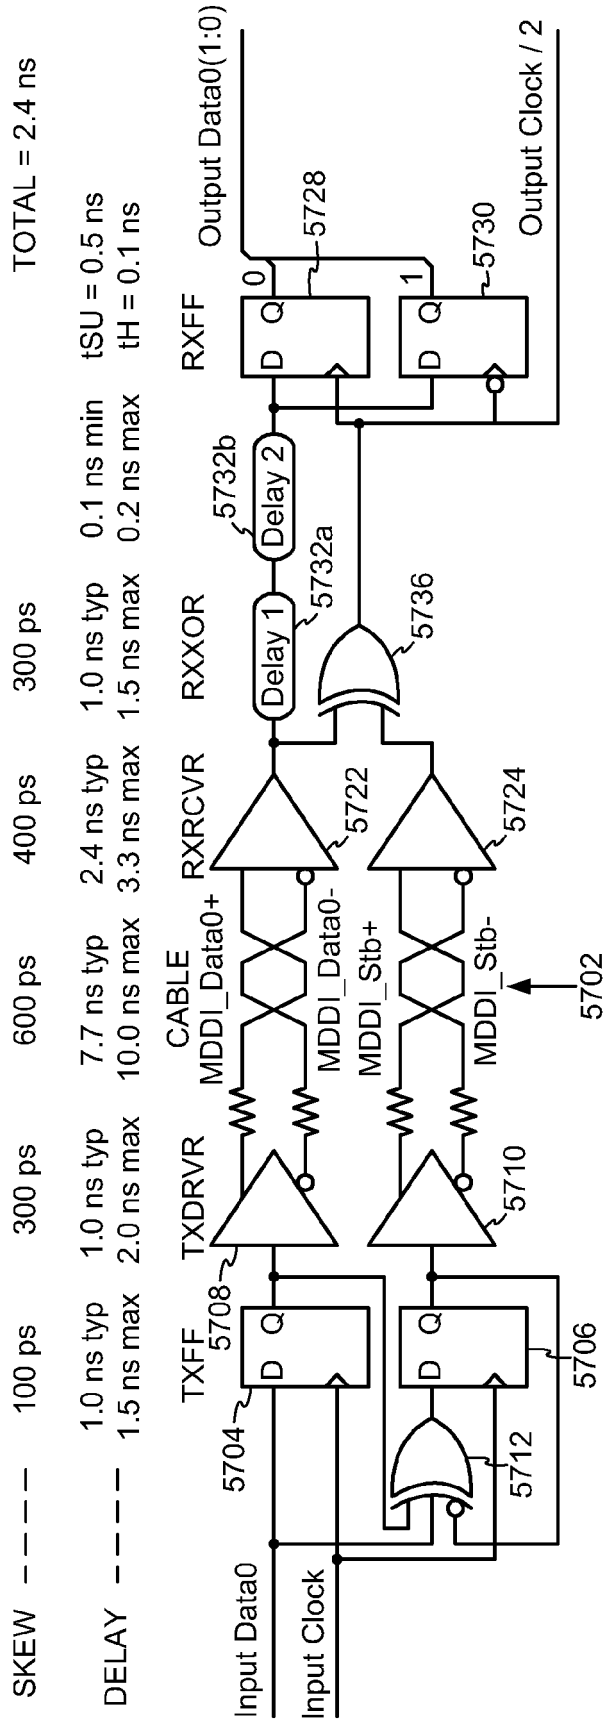 SKEW ---- 100 ps 300 ps 600 ps 400 ps 300 ps TOTAL = 2.4 ns
DELAY ---- 1.0 ns typ 1.0 ns typ 7.7 ns typ 2.4 ns typ 1.0 ns typ 0.1 ns min tSU = 0.5 ns
1.5 ns max 2.0 ns max 10.0 ns max 3.3 ns max 1.5 ns max 0.2 ns max tH = 0.1 ns
TXFF TXDRVR CABLE RXRCVR RXXOR RXFF
MDDI_Data0+
5704
5708
5732b
Output Data0(1:0)
Input Data0
D Q
Delay 1
Delay 2
D Q
0
5728
5722
5732a
MDDI_Data0-
Input Clock
MDDI_Stb+
5736
D Q
D Q
1
5730
5712
5706
5710
MDDI_Stb-
5724
Output Clock / 2
5702